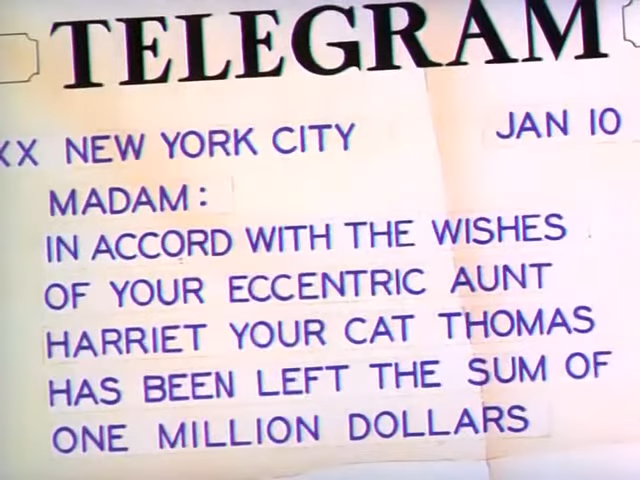 TELEGRAM
XX NEW YORK CITY JAN 10
MADAM:
IN ACCORD WITH THE WISHES
OF YOUR ECCENTRIC AUNT
HARRIET YOUR CAT THOMAS
HAS BEEN LEFT THE SUM OF
ONE MILLION DOLLARS